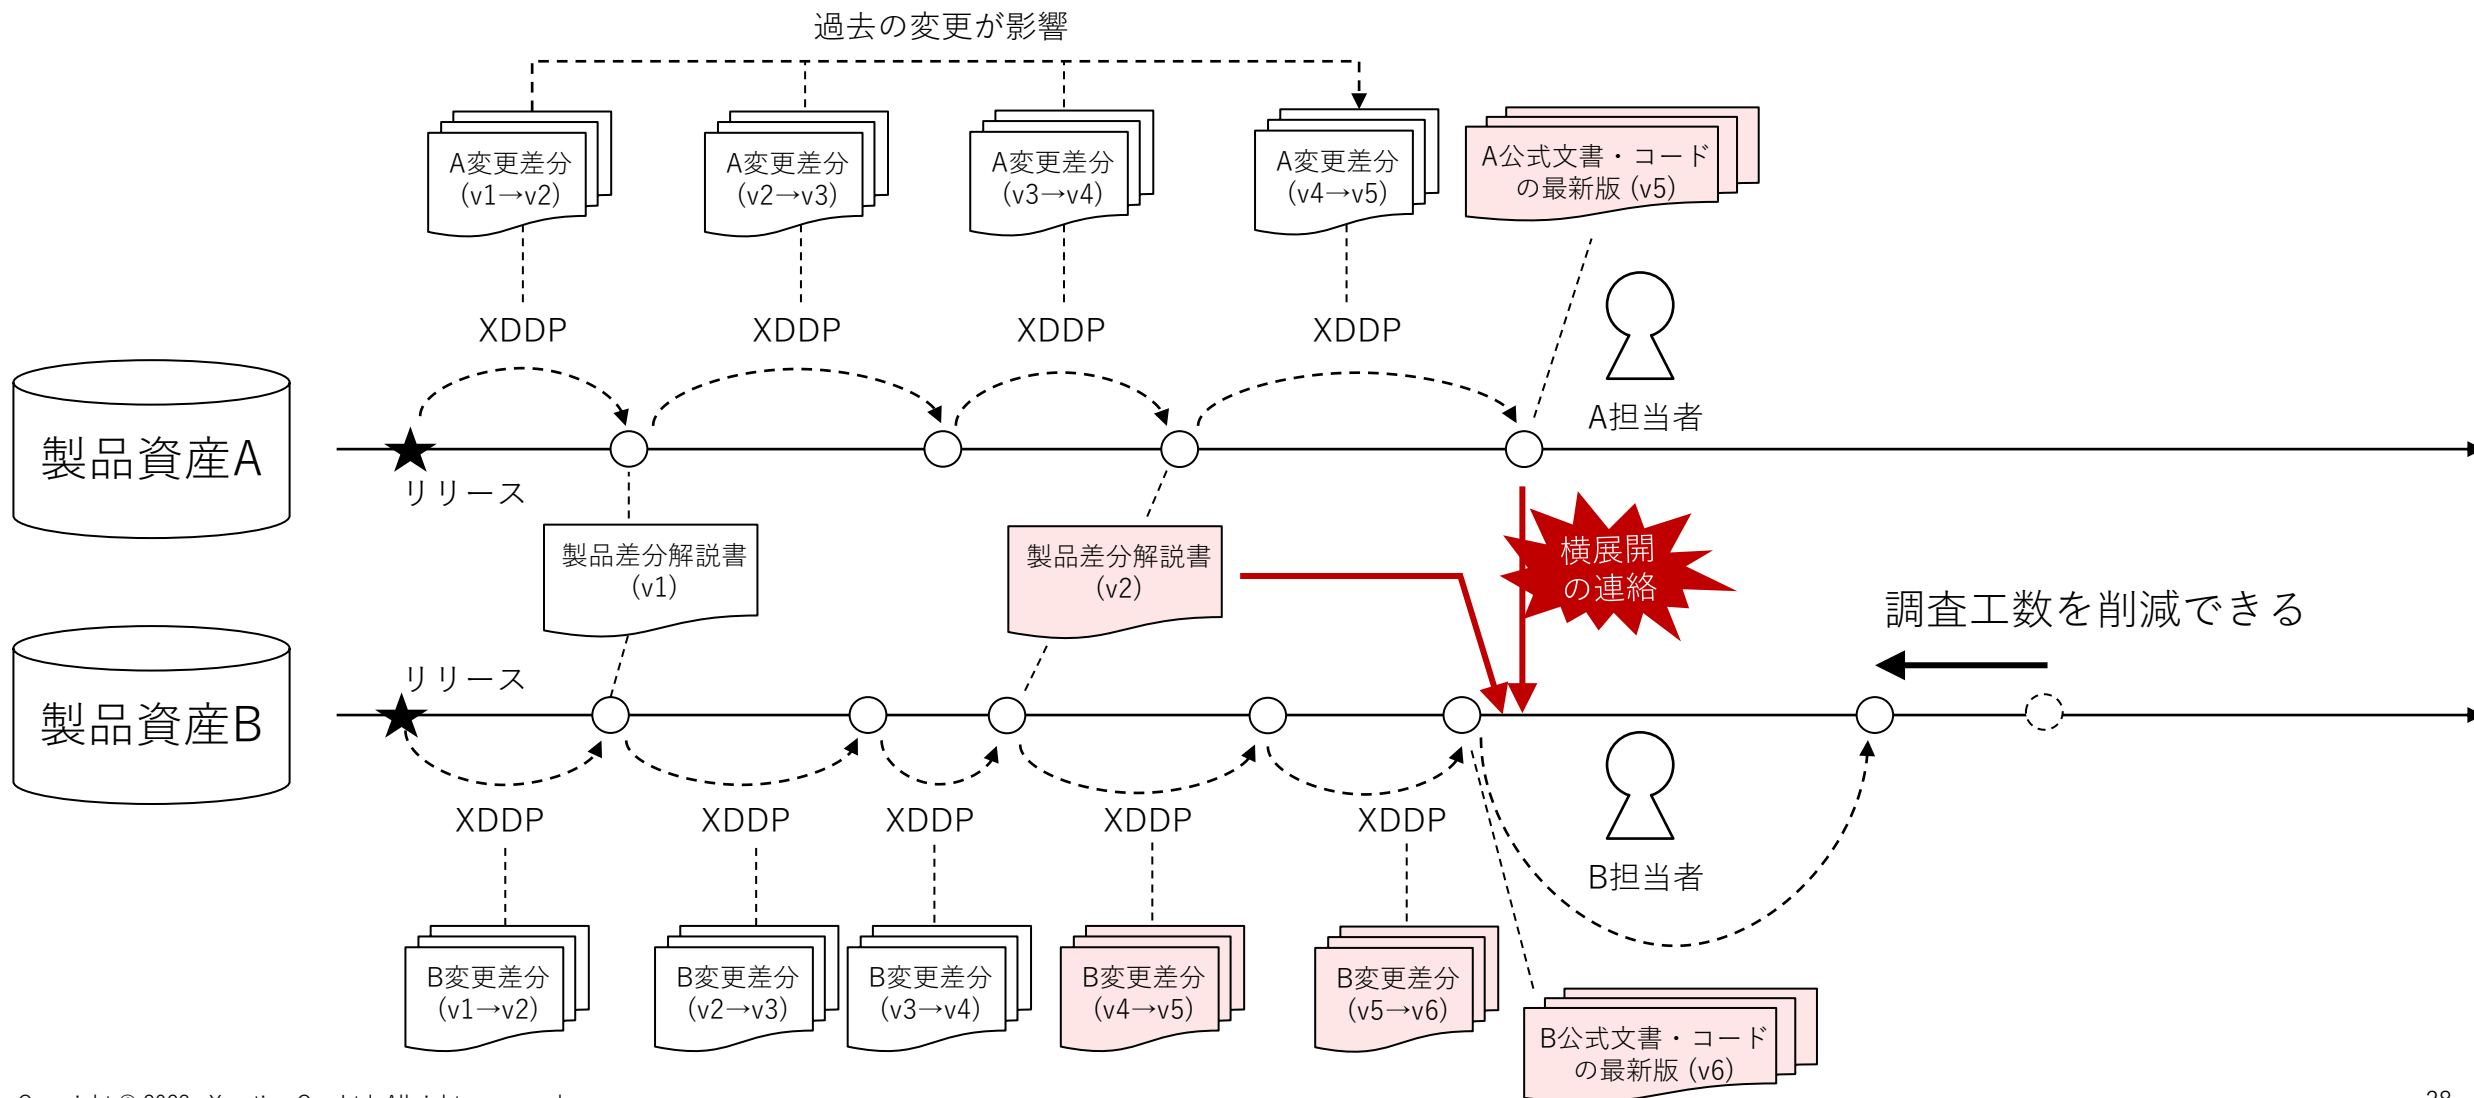 過去の変更が影響
A変更差分
(v1→v2)
A変更差分
(v2→v3)
A変更差分
(v3→v4)
A変更差分
(v4→v5)
A公式文書・コード
の最新版 (v5)
XDDP
XDDP
XDDP
XDDP
A担当者
製品資産A
リリース
製品差分解説書
(v1)
製品差分解説書
(v2)
横展開
の連絡
調査工数を削減できる
製品資産B
リリース
XDDP
XDDP
XDDP
XDDP
XDDP
B担当者
B変更差分
(v1→v2)
B変更差分
(v2→v3)
B変更差分
(v3→v4)
B変更差分
(v4→v5)
B変更差分
(v5→v6)
B公式文書・コード
の最新版 (v6)